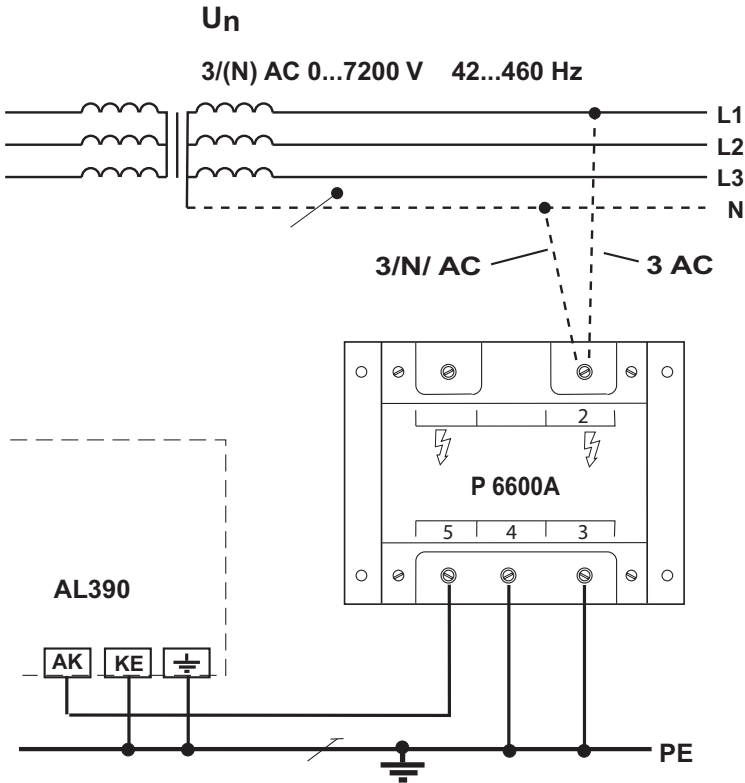 Un
3/(N) AC 0...7200 V 42...460 Hz
L1
L2
L3
N
3/N/ AC
3 AC
2
P 6600A
5 4 3
AL390
AK KE
PE